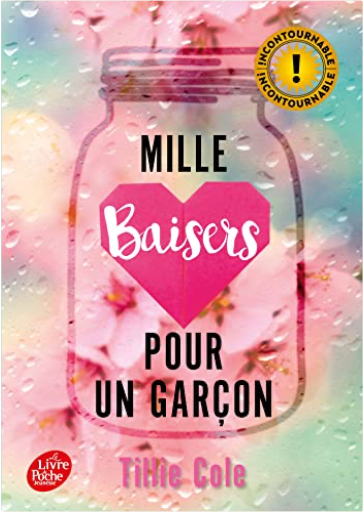 INCONTOURNABLE
!
INCONTOURNABLE !
MILLE
Baisers
POUR
UN GARÇON
Le
LIVRE
de
Poche
Jeunesse
Tillie Cole